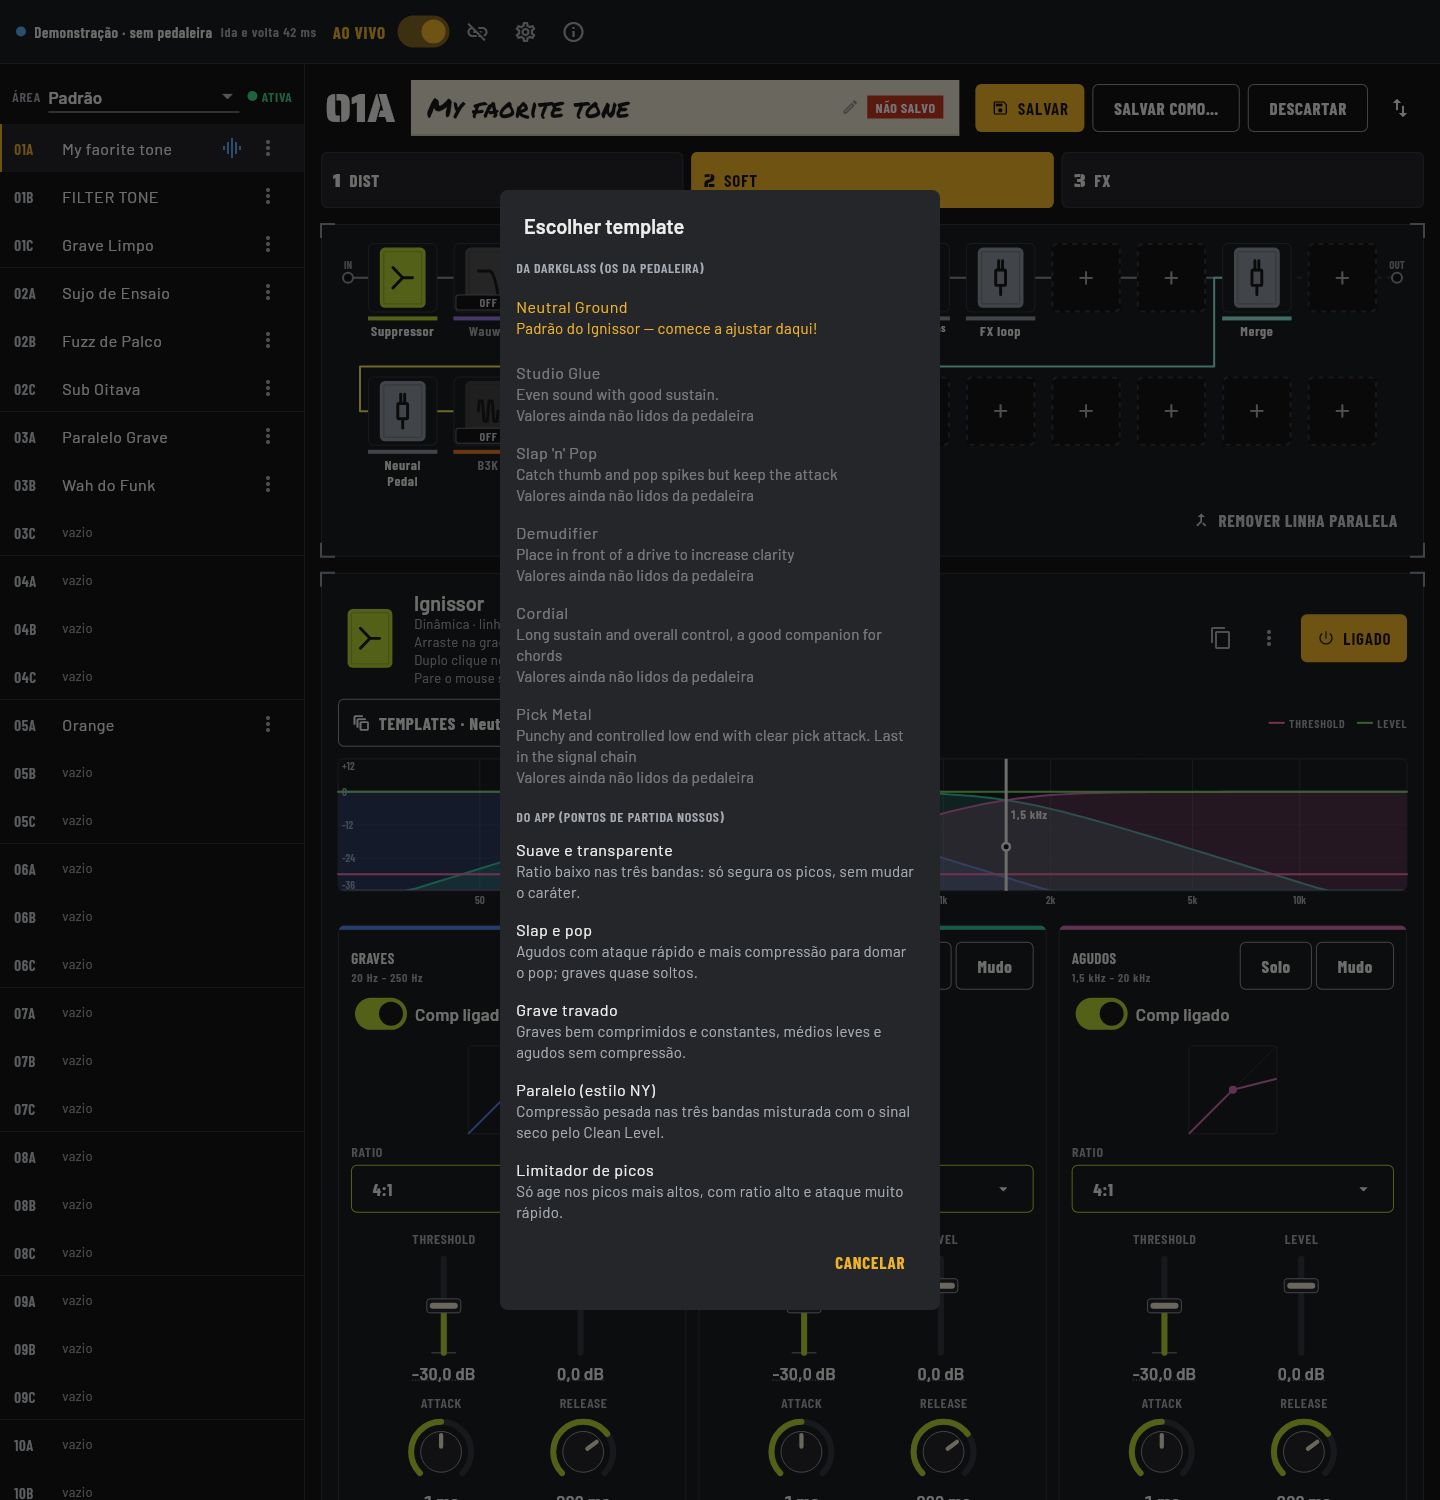 Demonstração · sem pedaleira Ida e volta 42 ms AO VIVO
ÁREA Padrão ATIVA
01A My faorite tone
01B FILTER TONE
01C Grave Limpo
02A Sujo de Ensaio
02B Fuzz de Palco
02C Sub Oitava
03A Paralelo Grave
03B Wah do Funk
03C vazio
04A vazio
04B vazio
04C vazio
05A Orange
05B vazio
05C vazio
06A vazio
06B vazio
06C vazio
07A vazio
07B vazio
07C vazio
08A vazio
08B vazio
08C vazio
09A vazio
09B vazio
09C vazio
10A vazio
10B vazio
01A My faorite tone NÃO SALVO SALVAR SALVAR COMO... DESCARTAR
1 DIST 2 SOFT 3 FX
IN OUT
OFF
Suppressor Wauw FX loop Merge
OFF
Neural
Pedal
B3K
REMOVER LINHA PARALELA
Ignissor
Dinâmica · linh
Arraste na gra
Duplo clique n
Pare o mouse
LIGADO
TEMPLATES · Neut
THRESHOLD LEVEL
+12
0
-12
-24
-36
1,5 kHz
50 1k 2k 5k 10k
GRAVES
20 Hz – 250 Hz
Comp ligad
RATIO
4:1
THRESHOLD
-30,0 dB 0,0 dB
ATTACK RELEASE
Mudo
VEL
-30,0 dB 0,0 dB
ATTACK RELEASE
AGUDOS
1,5 kHz – 20 kHz
Solo Mudo
Comp ligado
RATIO
4:1
THRESHOLD LEVEL
-30,0 dB 0,0 dB
ATTACK RELEASE
Escolher template
DA DARKGLASS (OS DA PEDALEIRA)
Neutral Ground
Padrão do Ignissor — comece a ajustar daqui!
Studio Glue
Even sound with good sustain.
Valores ainda não lidos da pedaleira
Slap 'n' Pop
Catch thumb and pop spikes but keep the attack
Valores ainda não lidos da pedaleira
Demudifier
Place in front of a drive to increase clarity
Valores ainda não lidos da pedaleira
Cordial
Long sustain and overall control, a good companion for
chords
Valores ainda não lidos da pedaleira
Pick Metal
Punchy and controlled low end with clear pick attack. Last
in the signal chain
Valores ainda não lidos da pedaleira
DO APP (PONTOS DE PARTIDA NOSSOS)
Suave e transparente
Ratio baixo nas três bandas: só segura os picos, sem mudar
o caráter.
Slap e pop
Agudos com ataque rápido e mais compressão para domar
o pop; graves quase soltos.
Grave travado
Graves bem comprimidos e constantes, médios leves e
agudos sem compressão.
Paralelo (estilo NY)
Compressão pesada nas três bandas misturada com o sinal
seco pelo Clean Level.
Limitador de picos
Só age nos picos mais altos, com ratio alto e ataque muito
rápido.
CANCELAR